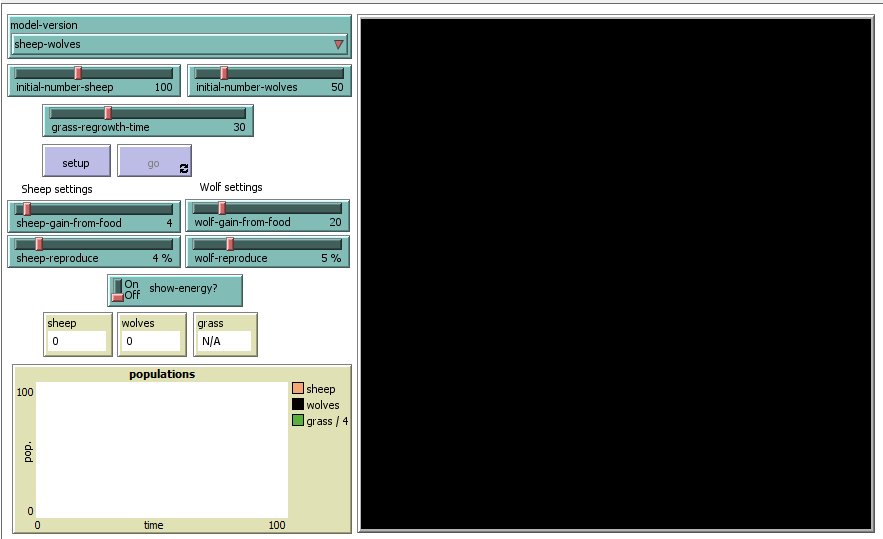 model-version
sheep-wolves
initial-number-sheep 100
initial-number-wolves 50
grass-regrowth-time 30
setup
go
Sheep settings
Wolf settings
sheep-gain-from-food 4
wolf-gain-from-food 20
sheep-reproduce 4 %
wolf-reproduce 5 %
On
Off
show-energy?
sheep
0
wolves
0
grass
N/A
populations
100
pop.
0
0
time
100
sheep
wolves
grass / 4